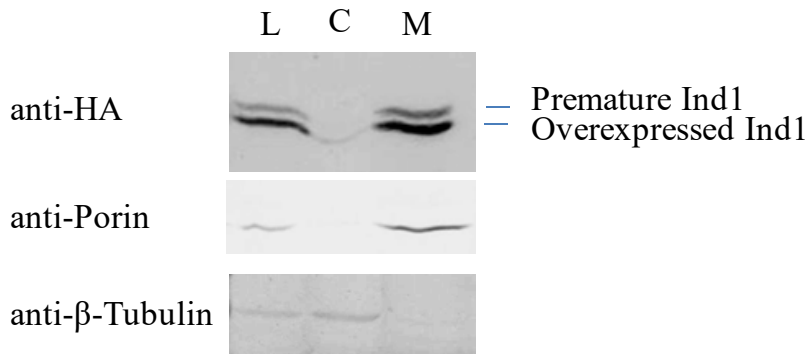 L C M
anti-HA
Premature Ind1
Overexpressed Ind1
anti-Porin
anti-β-Tubulin